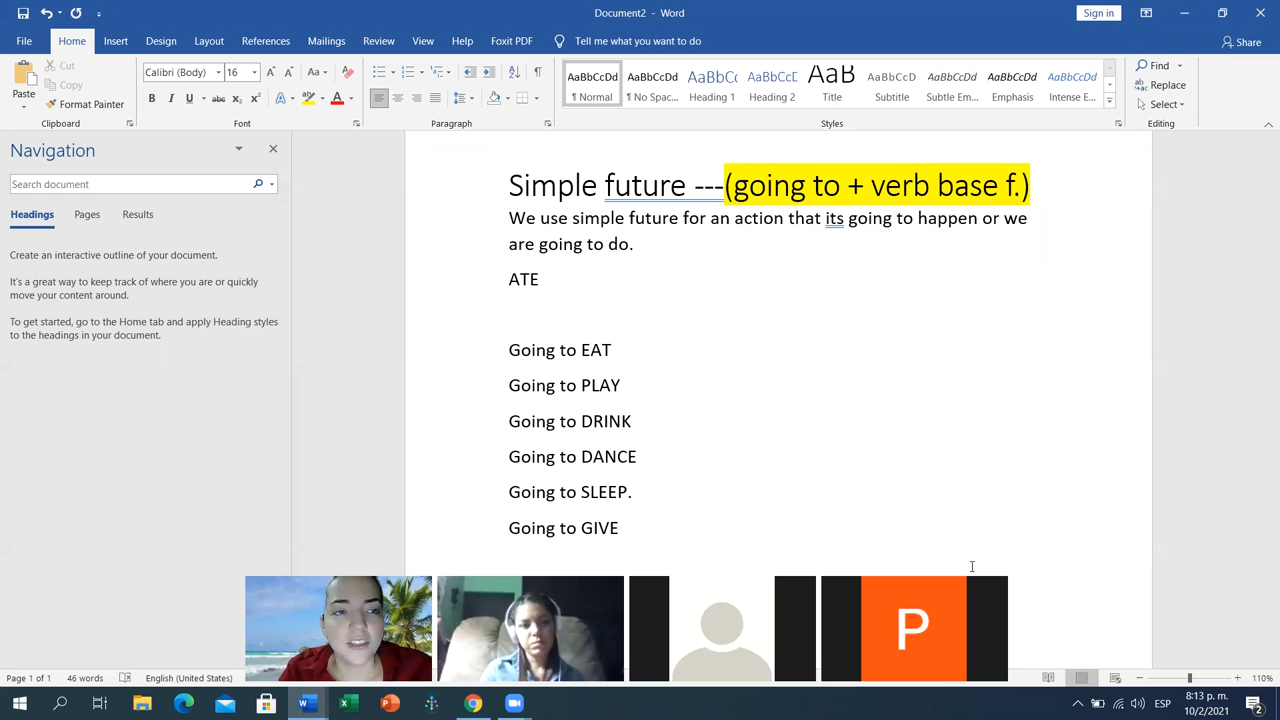 Document2 - Word
Sign in
File Home Insert Design Layout References Mailings Review View Help Foxit PDF Tell me what you want to do Share
Paste
Cut
Copy
Format Painter
Clipboard
Calibri (Body) 16
Font
Paragraph
AaBbCcDd AaBbCcDd AaBbCc AaBbCcD AaB AaBbCcDd AaBbCcDd AaBbCcDd AaBbCcDd
¶ Normal ¶ No Spac... Heading 1 Heading 2 Title Subtitle Subtle Em... Emphasis Intense E...
Styles
Find
Replace
Select
Editing
Navigation
Search document
Headings Pages Results
Create an interactive outline of your document.
It's a great way to keep track of where you are or quickly
move your content around.
To get started, go to the Home tab and apply Heading styles
to the headings in your document.
Simple future ---(going to + verb base f.)
We use simple future for an action that its going to happen or we
are going to do.
ATE
Going to EAT
Going to PLAY
Going to DRINK
Going to DANCE
Going to SLEEP.
Going to GIVE
P
Page 1 of 1 46 words English (United States) 110%
ESP
8:13 p. m.
10/2/2021
2